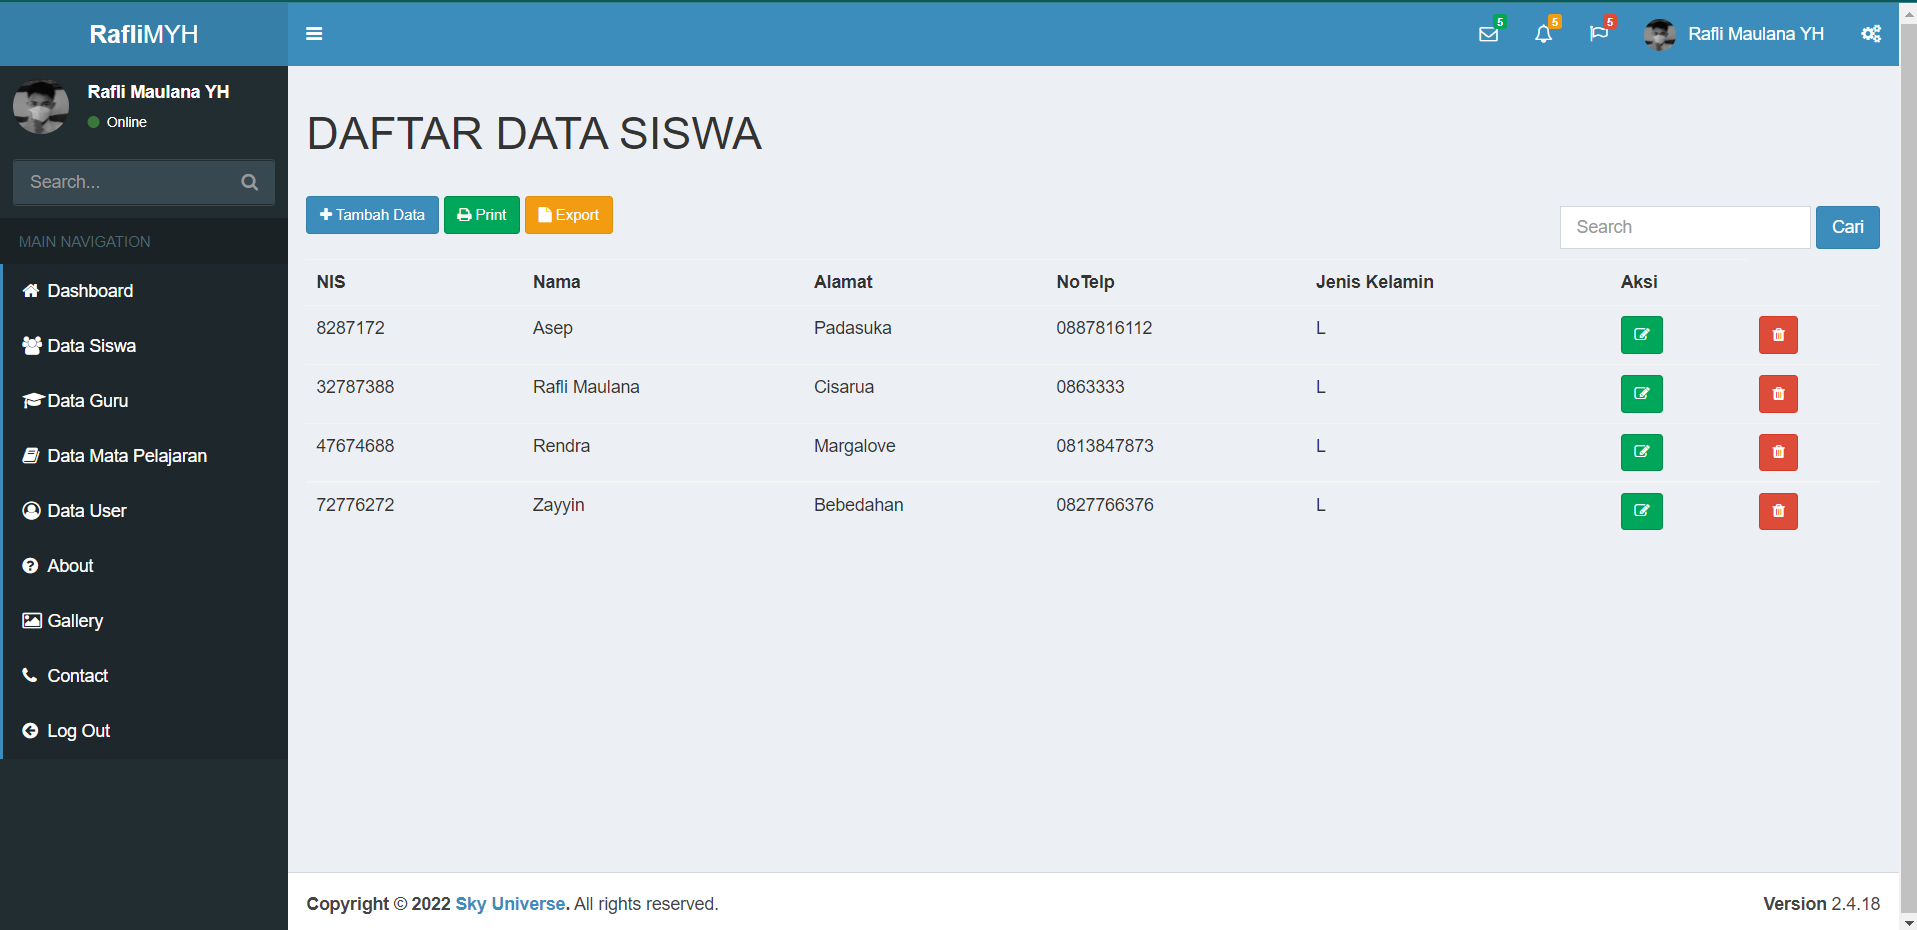 RafliMYH
5 5 5 Rafli Maulana YH
Rafli Maulana YH
Online
Search...
MAIN NAVIGATION
Dashboard
Data Siswa
Data Guru
Data Mata Pelajaran
Data User
About
Gallery
Contact
Log Out
DAFTAR DATA SISWA
Tambah Data Print Export
Search Cari
NIS Nama Alamat NoTelp Jenis Kelamin Aksi
8287172 Asep Padasuka 0887816112 L
32787388 Rafli Maulana Cisarua 0863333 L
47674688 Rendra Margalove 0813847873 L
72776272 Zayyin Bebedahan 0827766376 L
Copyright © 2022 Sky Universe. All rights reserved.
Version 2.4.18